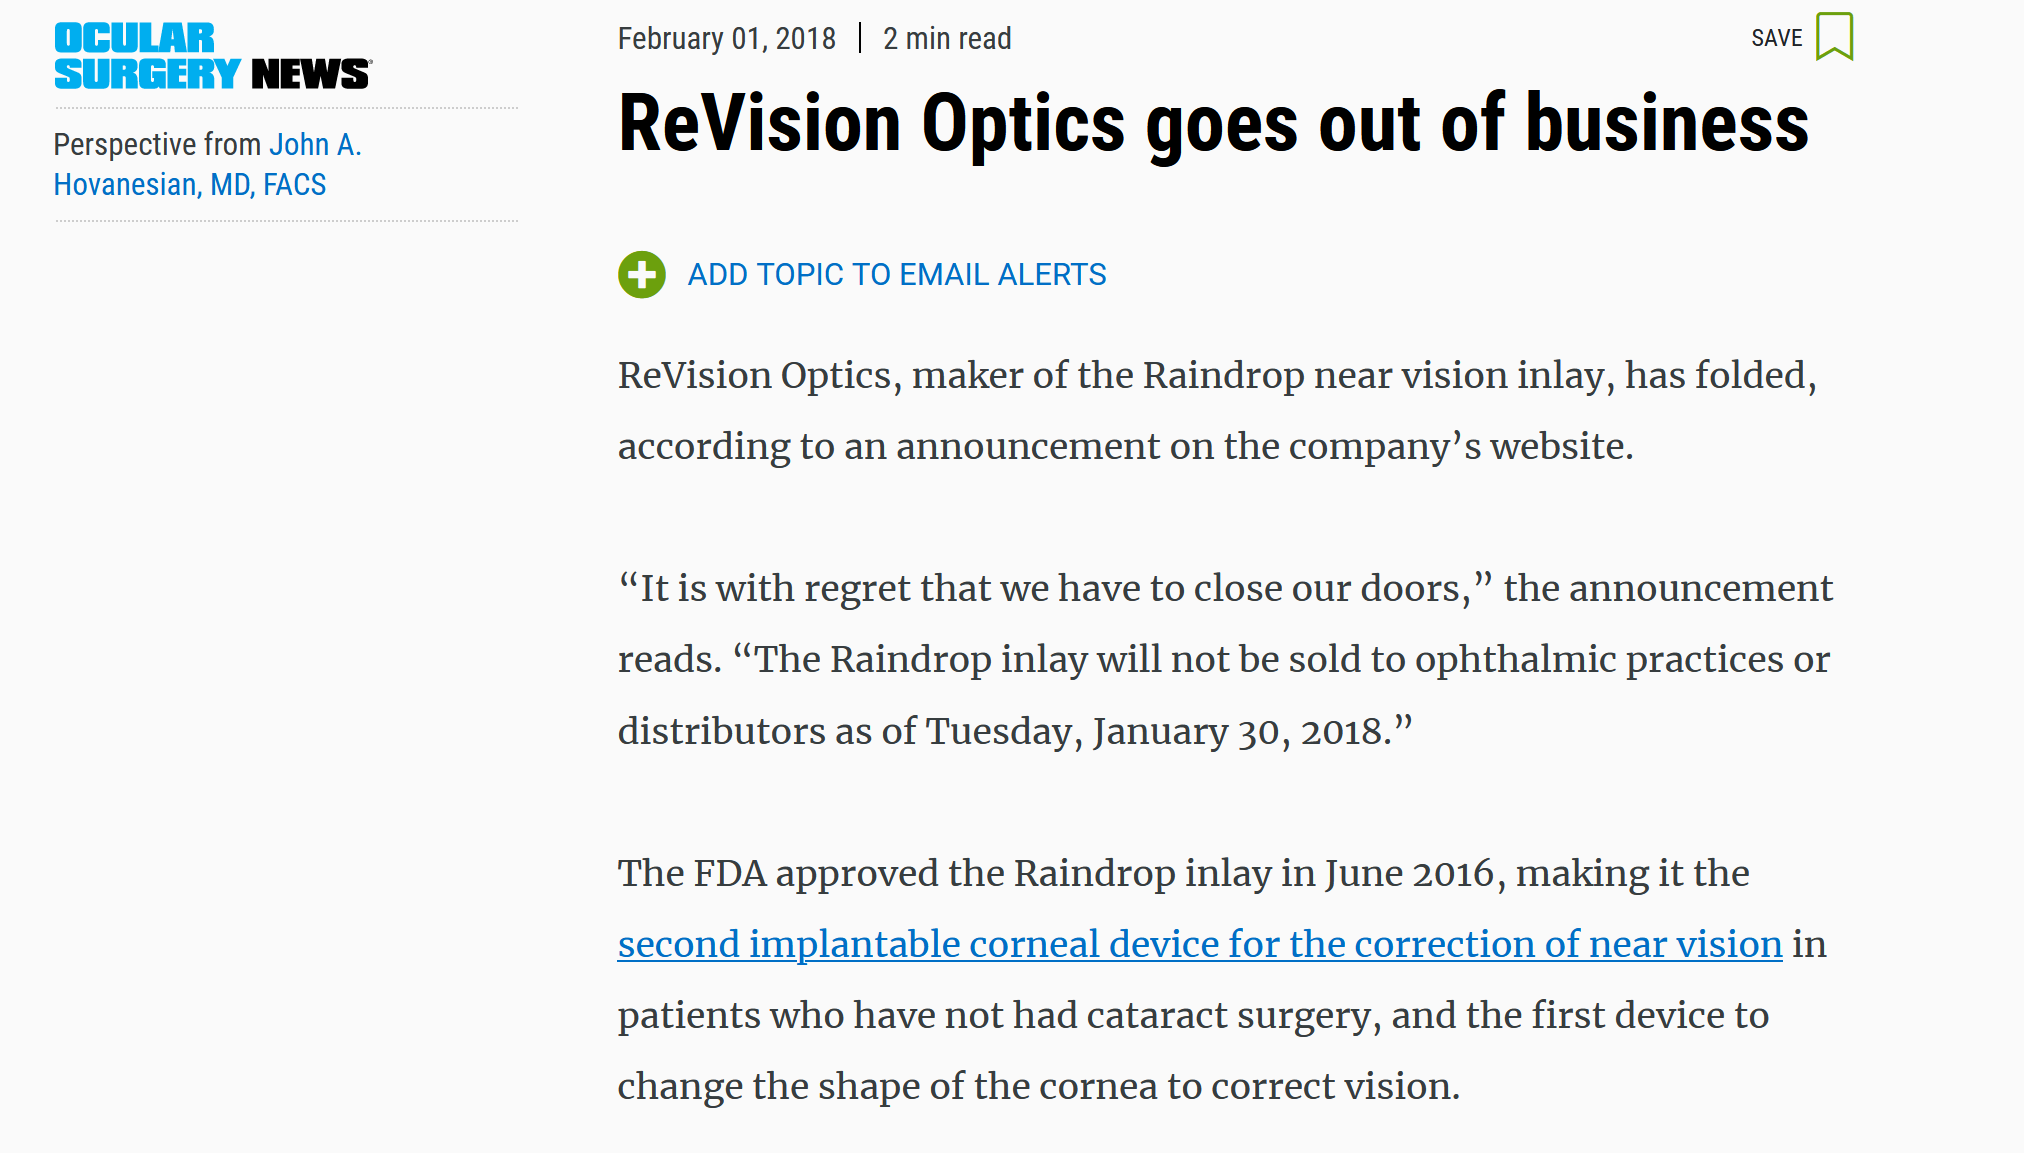 OCULAR
SURGERY NEWS®
Perspective from John A.
Hovanesian, MD, FACS
February 01, 2018 | 2 min read
SAVE
ReVision Optics goes out of business
ADD TOPIC TO EMAIL ALERTS
ReVision Optics, maker of the Raindrop near vision inlay, has folded,
according to an announcement on the company’s website.
“It is with regret that we have to close our doors,” the announcement
reads. “The Raindrop inlay will not be sold to ophthalmic practices or
distributors as of Tuesday, January 30, 2018.”
The FDA approved the Raindrop inlay in June 2016, making it the
second implantable corneal device for the correction of near vision in
patients who have not had cataract surgery, and the first device to
change the shape of the cornea to correct vision.